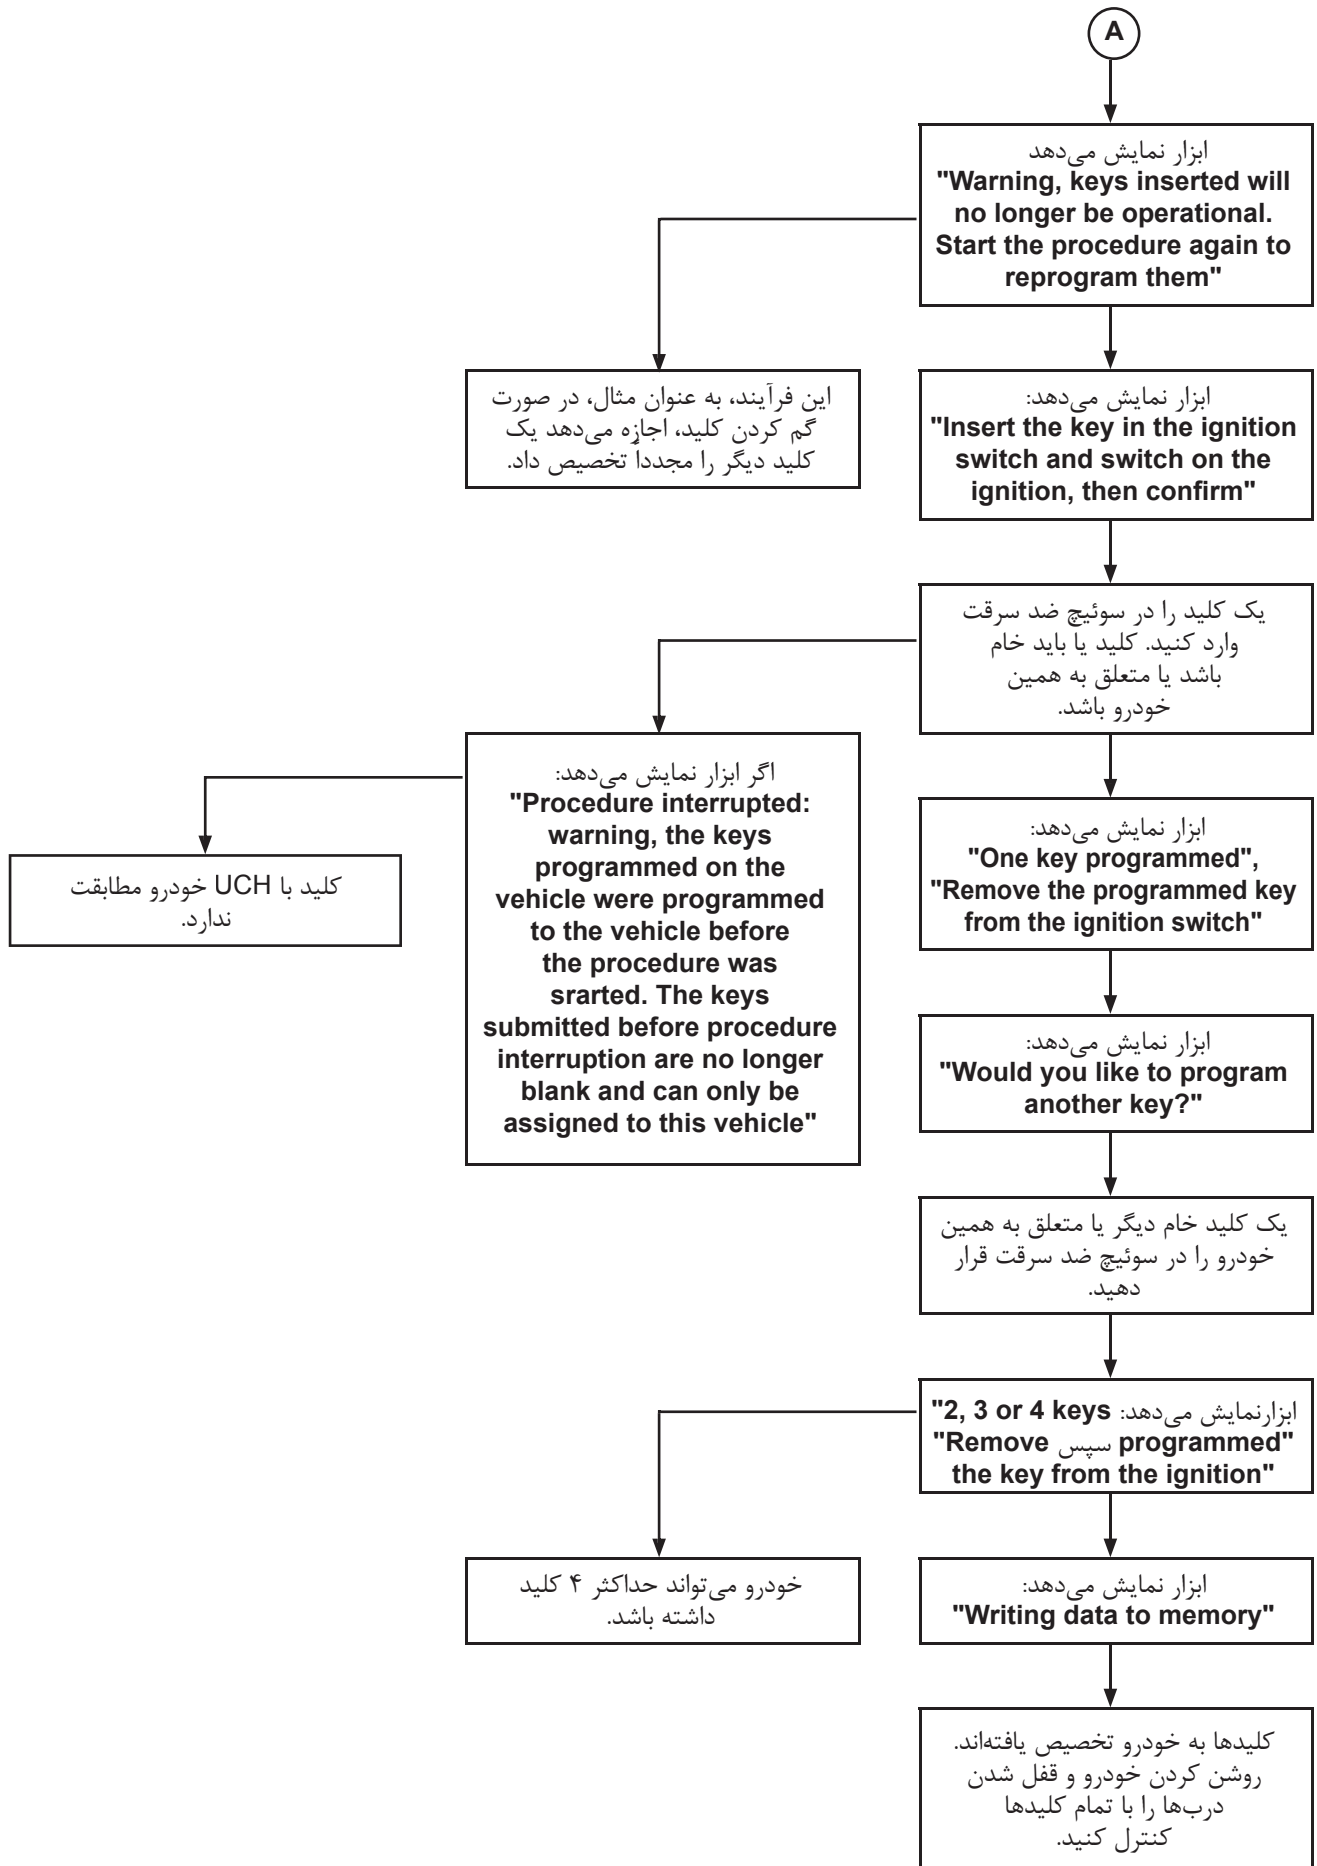 A
ابزار نمایش می‌دهد
"Warning, keys inserted will
no longer be operational.
Start the procedure again to
reprogram them"
این فرآیند، به عنوان مثال، در صورت
گم کردن کلید، اجازه می‌دهد یک
کلید دیگر را مجدداً تخصیص داد.
ابزار نمایش می‌دهد:
"Insert the key in the ignition
switch and switch on the
ignition, then confirm"
یک کلید را در سوئیچ ضد سرقت
وارد کنید. کلید یا باید خام
باشد یا متعلق به همین
خودرو باشد.
اگر ابزار نمایش می‌دهد:
"Procedure interrupted:
warning, the keys
programmed on the
vehicle were programmed
to the vehicle before
the procedure was
srarted. The keys
submitted before procedure
interruption are no longer
blank and can only be
assigned to this vehicle"
کلید با UCH خودرو مطابقت
ندارد.
ابزار نمایش می‌دهد:
"One key programmed",
"Remove the programmed key
from the ignition switch"
ابزار نمایش می‌دهد:
"Would you like to program
another key?"
یک کلید خام دیگر یا متعلق به همین
خودرو را در سوئیچ ضد سرقت قرار
دهید.
ابزارنمایش می‌دهد: "2, 3 or 4 keys
"Remove سپس programmed"
the key from the ignition"
خودرو می‌تواند حداکثر ۴ کلید
داشته باشد.
ابزار نمایش می‌دهد:
"Writing data to memory"
کلیدها به خودرو تخصیص یافته‌اند.
روشن کردن خودرو و قفل شدن
درب‌ها را با تمام کلیدها
کنترل کنید.